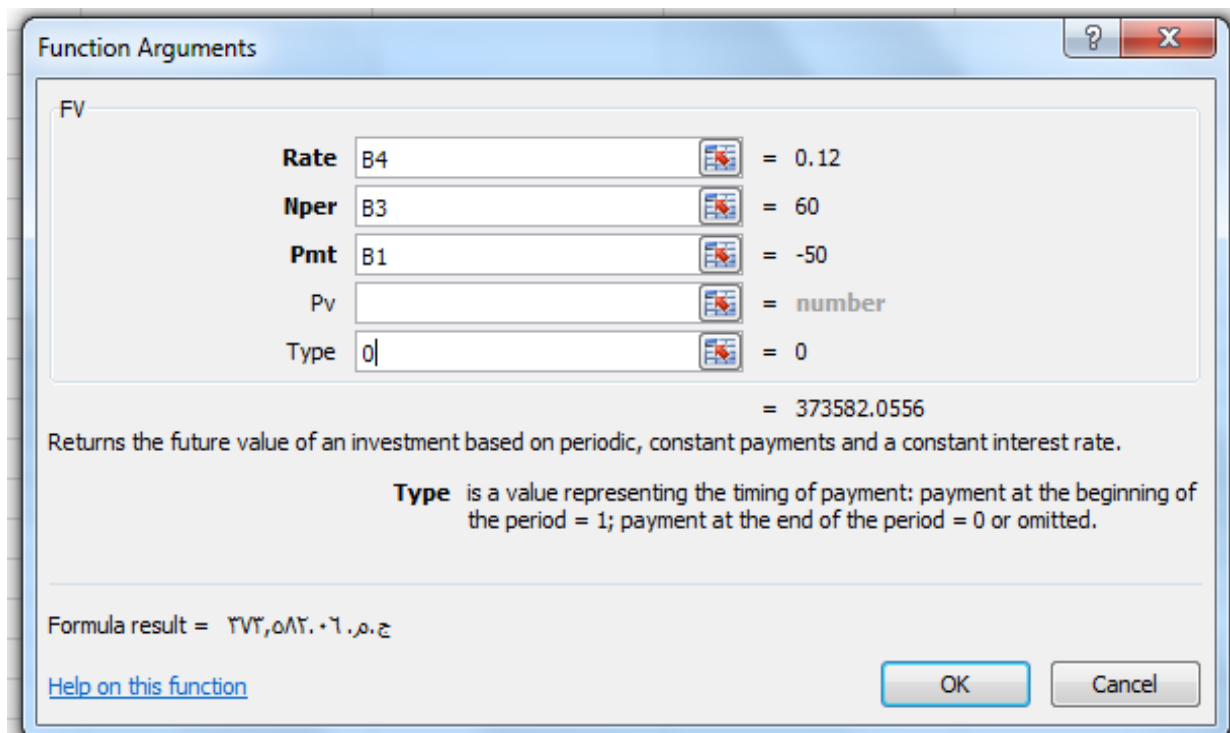 Function Arguments
FV
Rate B4 = 0.12
Nper B3 = 60
Pmt B1 = -50
Pv = number
Type 0 = 0
= 373582.0556
Returns the future value of an investment based on periodic, constant payments and a constant interest rate.
Type is a value representing the timing of payment: payment at the beginning of
the period = 1; payment at the end of the period = 0 or omitted.
Formula result = ج.م.٣٧٣,٥٨٢.٠٦
Help on this function
OK Cancel